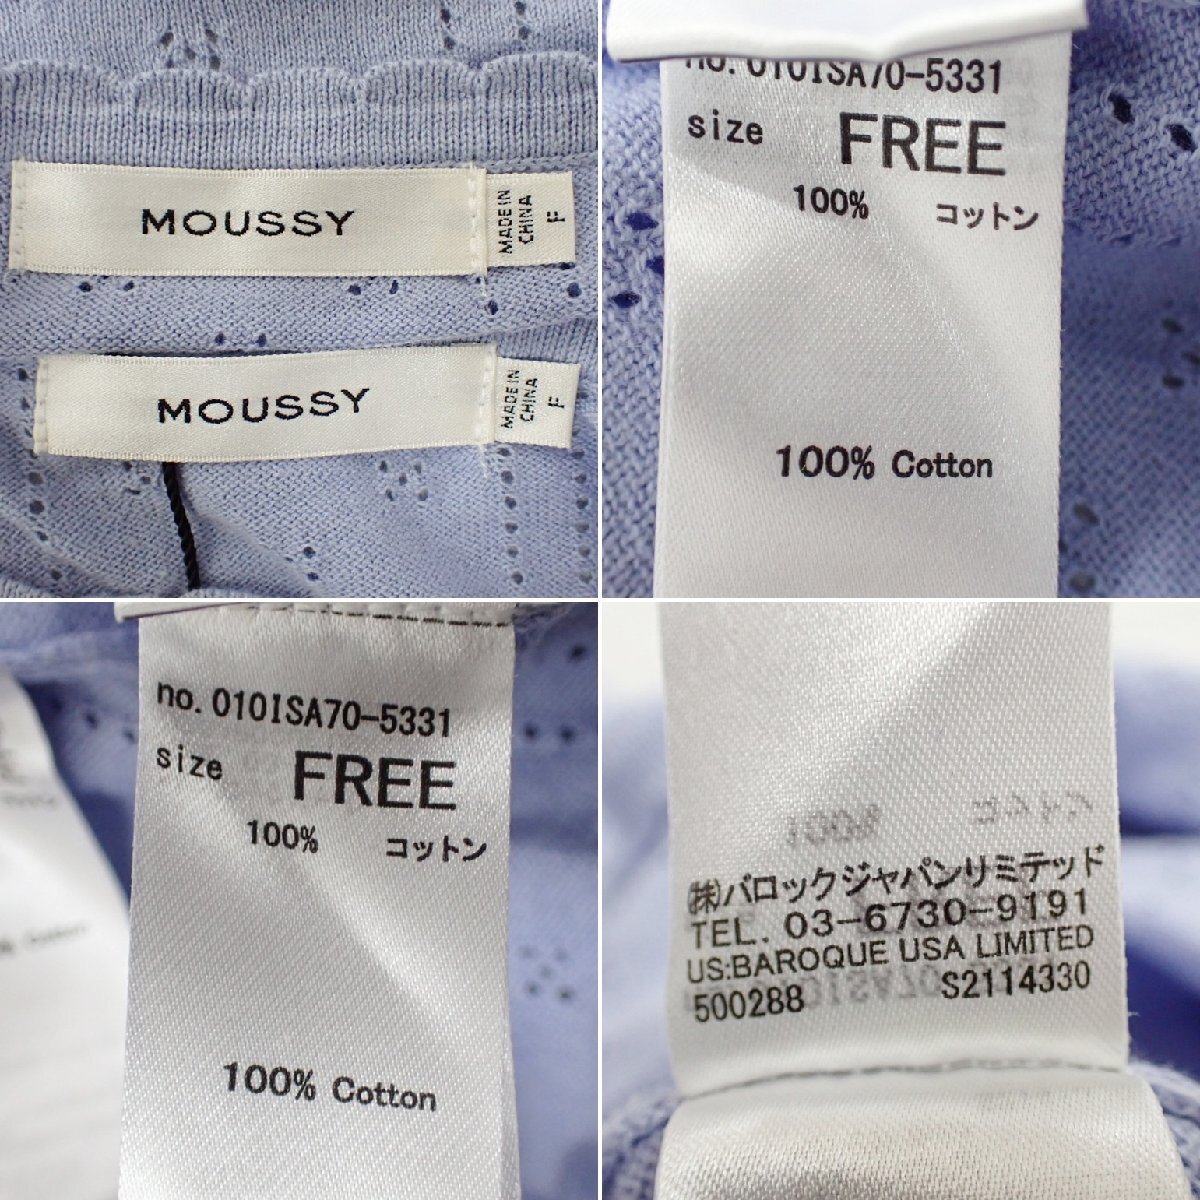 MOUSSY
MADE IN
CHINA
F
MOUSSY
MADE IN
CHINA
F
no. 010ISA70-5331
size FREE
100% コットン
100% Cotton
no. 010ISA70-5331
size FREE
100% コットン
100% Cotton
Cotton
㈱バロックジャパンリミテッド
TEL. 03-6730-9191
US:BAROQUE USA LIMITED
500288 S2114330